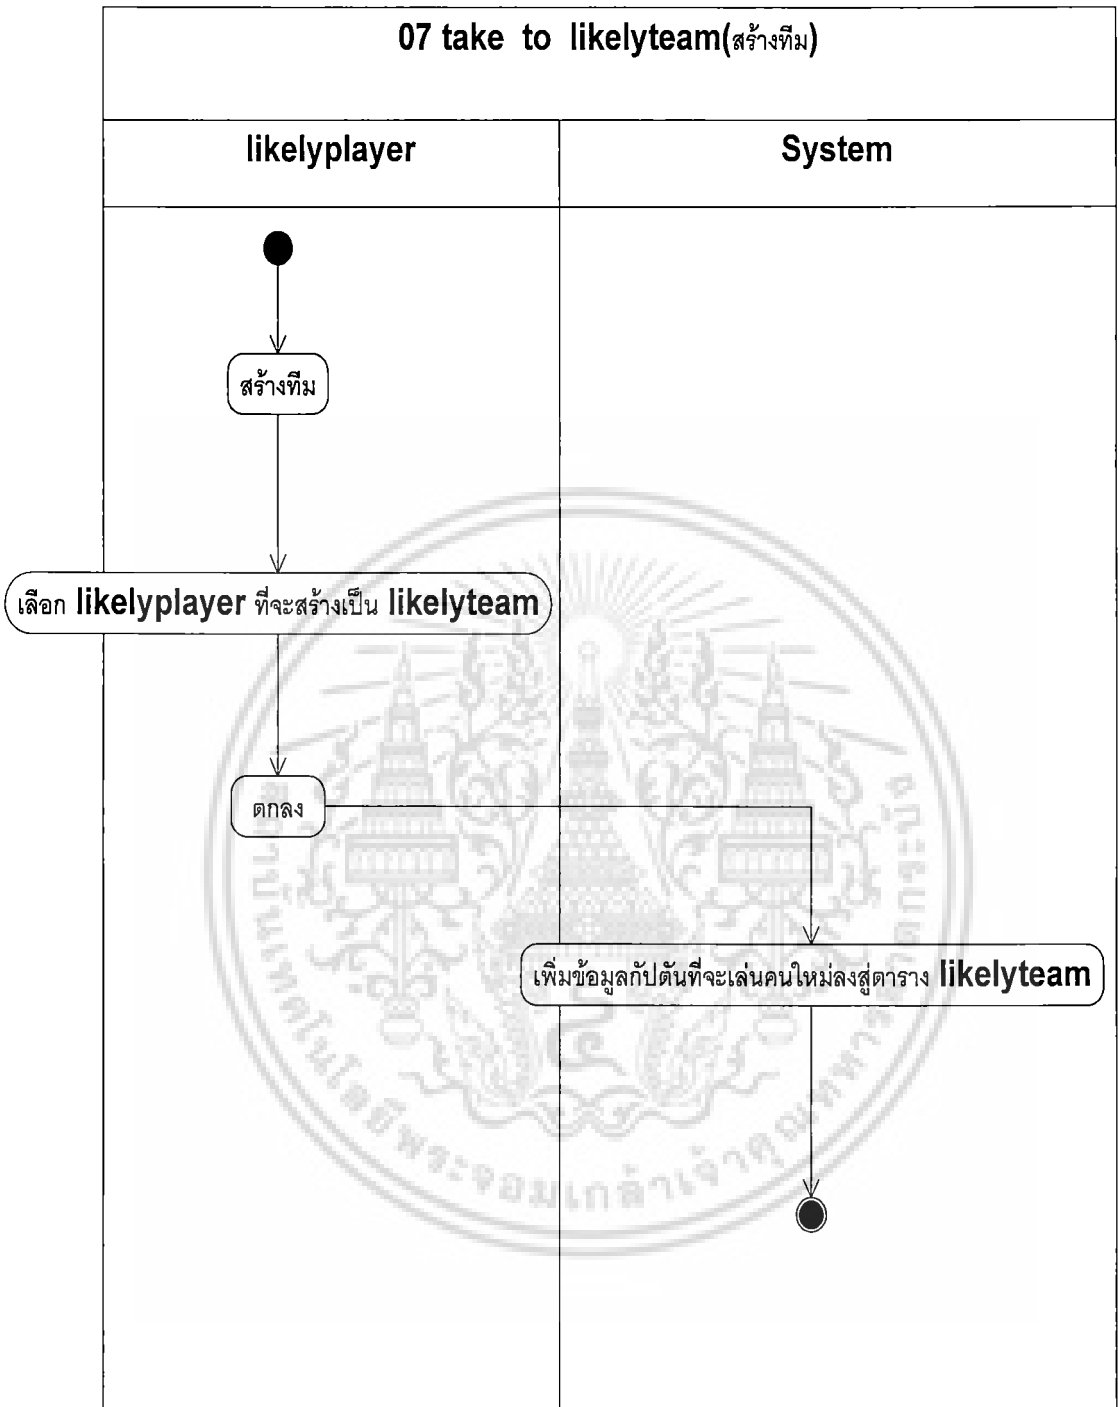 07 take to likelyteam(สร้างทีม)
likelyplayer
System
สร้างทีม
เลือก likelyplayer ที่จะสร้างเป็น likelyteam
ตกลง
เพิ่มข้อมูลกัปตันที่จะเล่นคนใหม่ลงสู่ตาราง likelyteam